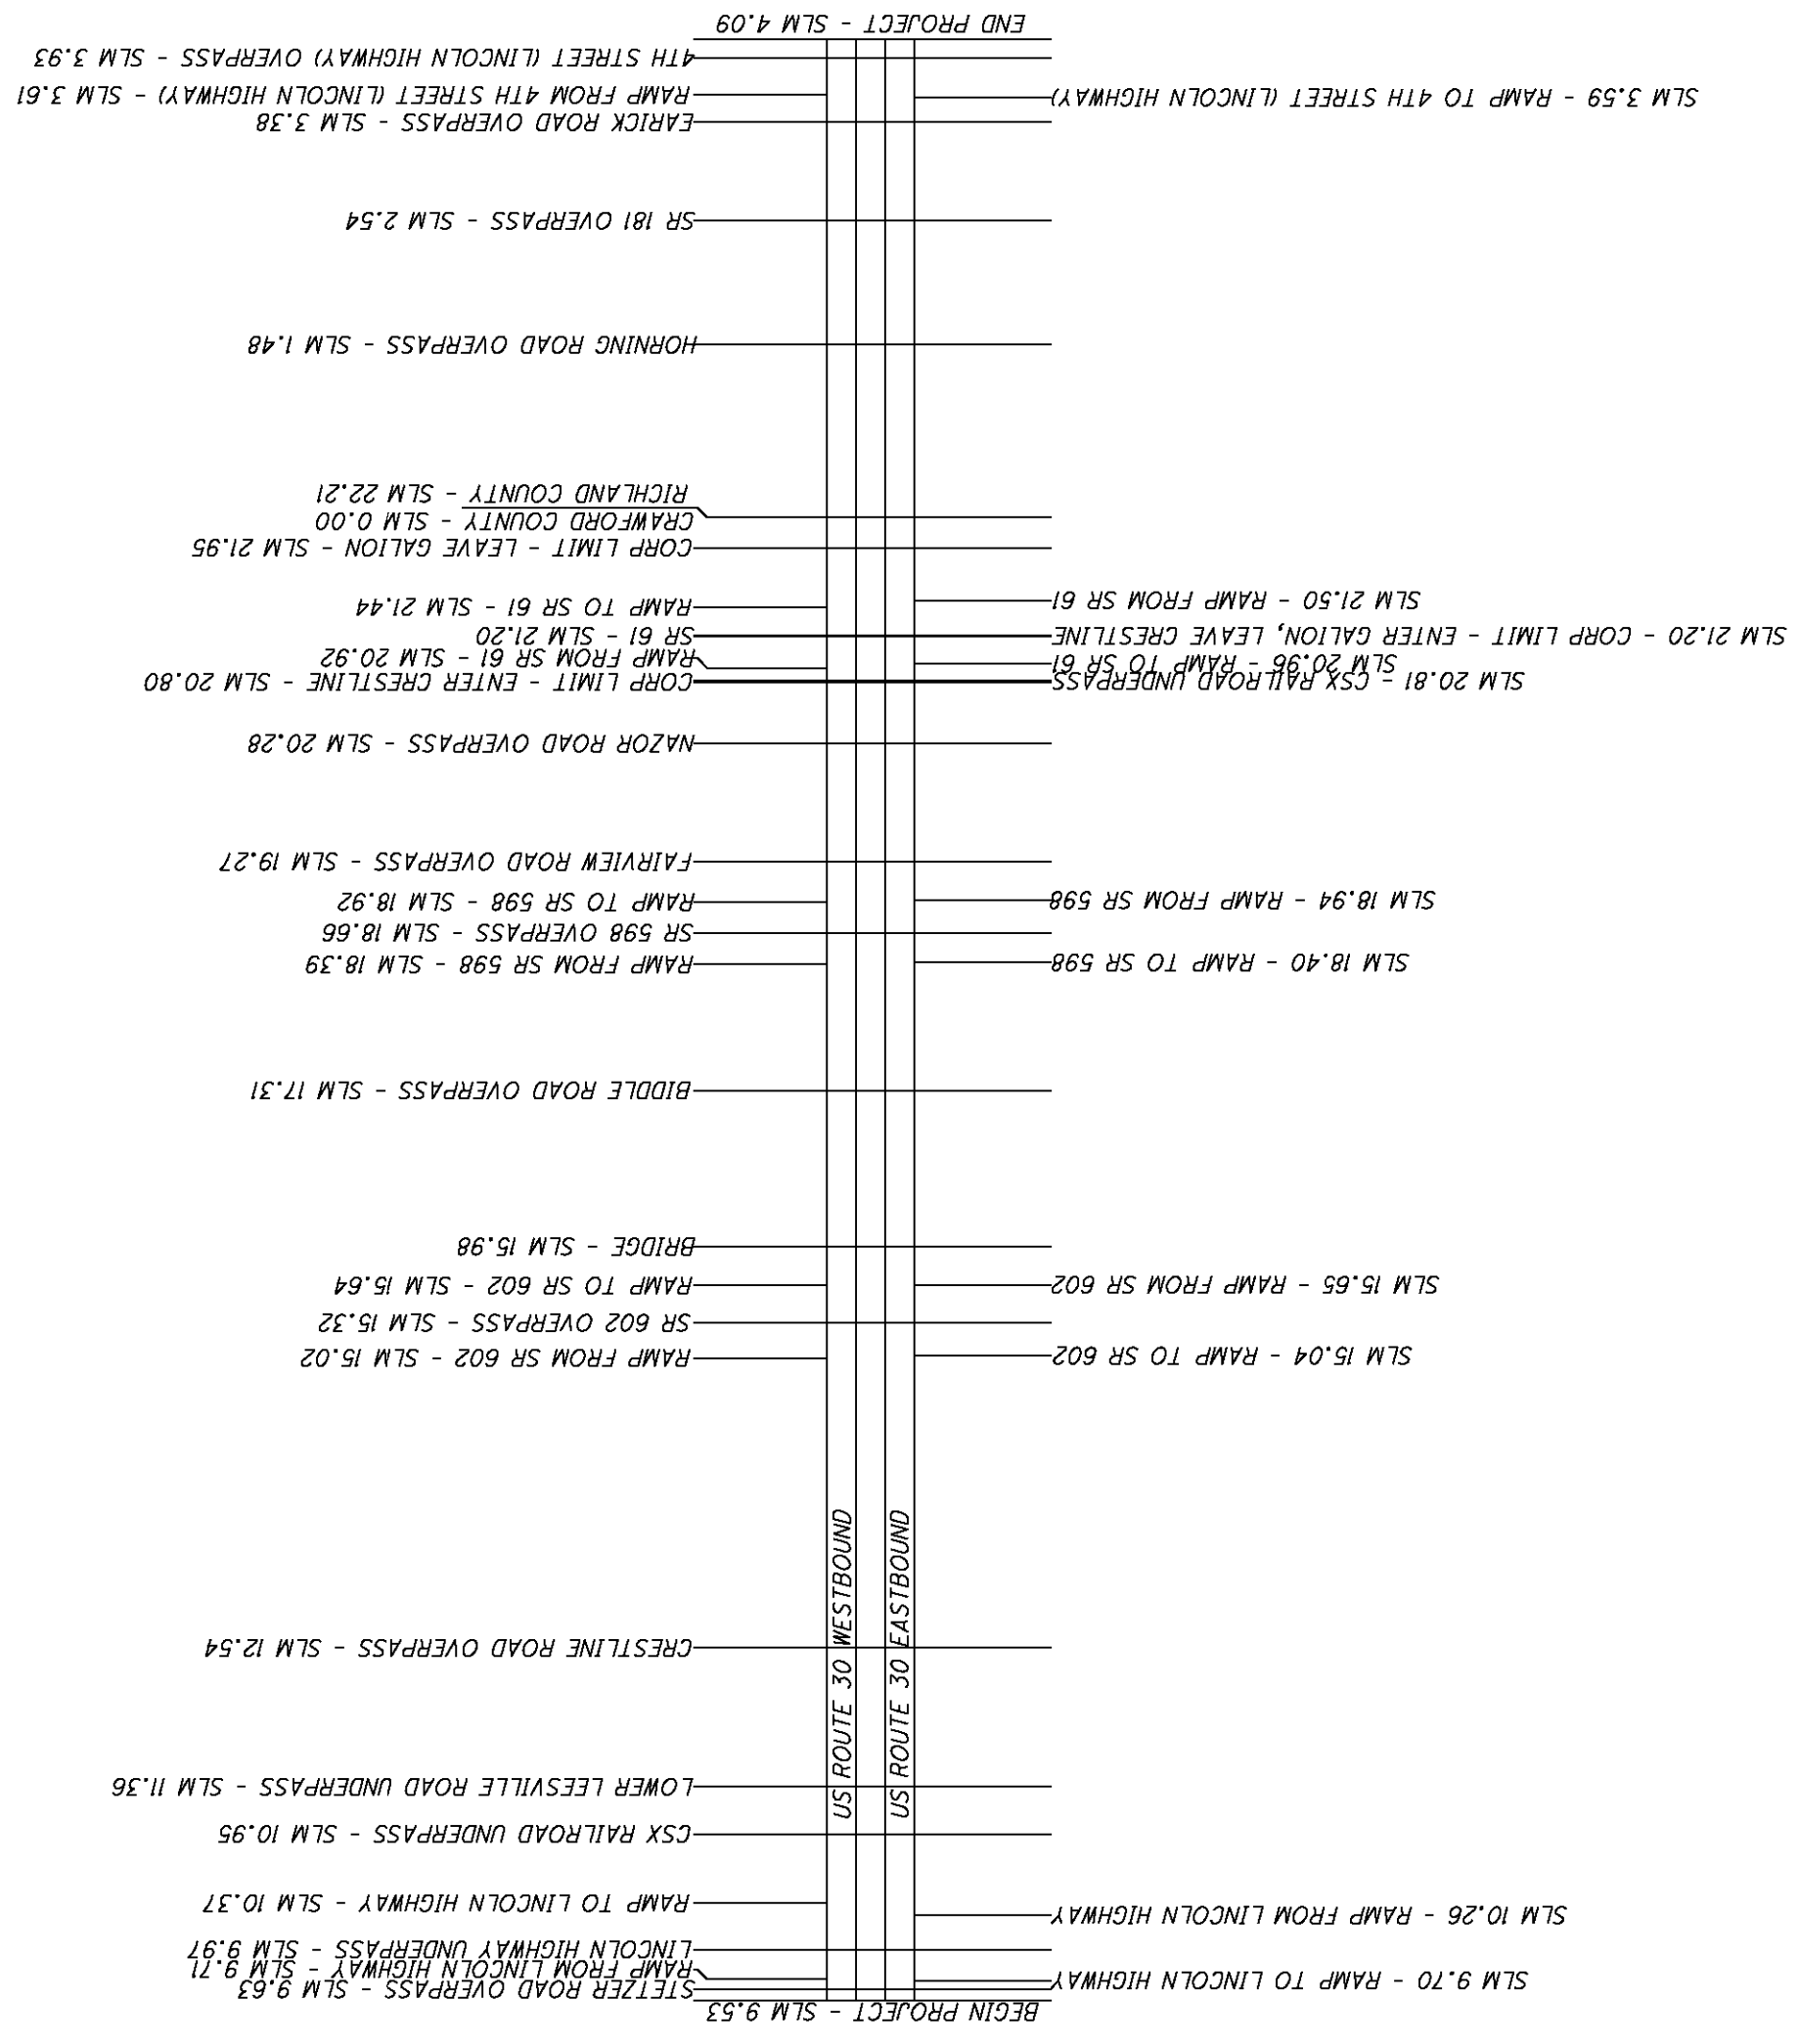 BEGIN PROJECT - SLM 9.53
STETZER ROAD OVERPASS - SLM 9.63
SLM 9.70 - RAMP TO LINCOLN HIGHWAY
RAMP FROM LINCOLN HIGHWAY - SLM 9.71
LINCOLN HIGHWAY UNDERPASS - SLM 9.97
SLM 10.26 - RAMP FROM LINCOLN HIGHWAY
RAMP TO LINCOLN HIGHWAY - SLM 10.37
CSX RAILROAD UNDERPASS - SLM 10.95
LOWER LEESVILLE ROAD UNDERPASS - SLM 11.36
US ROUTE 30 EASTBOUND
US ROUTE 30 WESTBOUND
CRESTLINE ROAD OVERPASS - SLM 12.54
RAMP FROM SR 602 - SLM 15.02
SLM 15.04 - RAMP TO SR 602
SR 602 OVERPASS - SLM 15.32
RAMP TO SR 602 - SLM 15.64
SLM 15.65 - RAMP FROM SR 602
BRIDGE - SLM 15.98
BIDDLE ROAD OVERPASS - SLM 17.31
RAMP FROM SR 598 - SLM 18.39
SLM 18.40 - RAMP TO SR 598
SR 598 OVERPASS - SLM 18.66
RAMP TO SR 598 - SLM 18.92
SLM 18.94 - RAMP FROM SR 598
FAIRVIEW ROAD OVERPASS - SLM 19.27
NAZOR ROAD OVERPASS - SLM 20.28
CORP LIMIT - ENTER CRESTLINE - SLM 20.80
SLM 20.81 - CSX RAILROAD UNDERPASS
RAMP FROM SR 61 - SLM 20.92
SLM 20.96 - RAMP TO SR 61
SLM 21.20 - CORP LIMIT - ENTER GALION, LEAVE CRESTLINE
SR 61 - SLM 21.20
RAMP TO SR 61 - SLM 21.44
SLM 21.50 - RAMP FROM SR 61
CORP LIMIT - LEAVE GALION - SLM 21.95
CRAWFORD COUNTY - SLM 0.00
RICHLAND COUNTY - SLM 22.21
HORNING ROAD OVERPASS - SLM 1.48
SR 181 OVERPASS - SLM 2.54
EARICK ROAD OVERPASS - SLM 3.38
SLM 3.59 - RAMP TO 4TH STREET (LINCOLN HIGHWAY)
RAMP FROM 4TH STREET (LINCOLN HIGHWAY) - SLM 3.61
4TH STREET (LINCOLN HIGHWAY) OVERPASS - SLM 3.93
END PROJECT - SLM 4.09